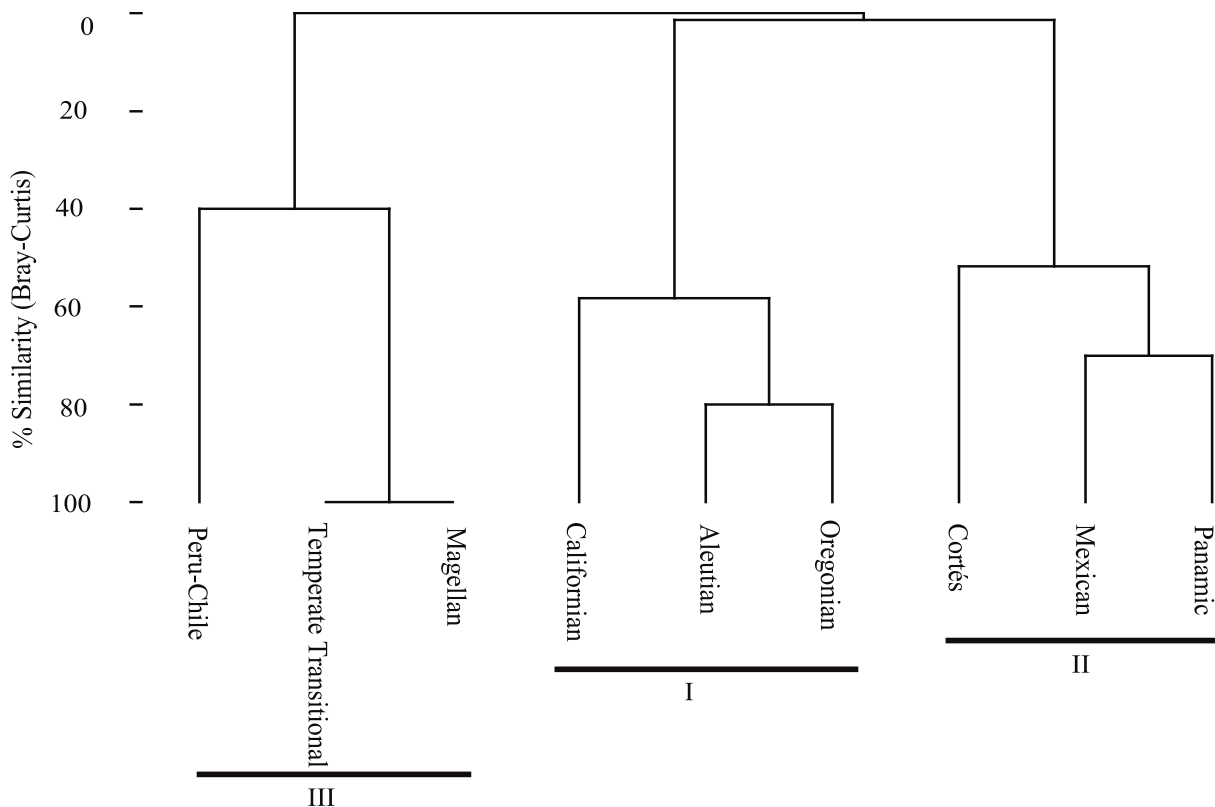 % Similarity (Bray-Curtis)
0
20
40
60
80
100
Peru-Chile
Temperate Transitional
Magellan
Californian
Aleutian
Oregonian
Cortés
Mexican
Panamic
III
I
II